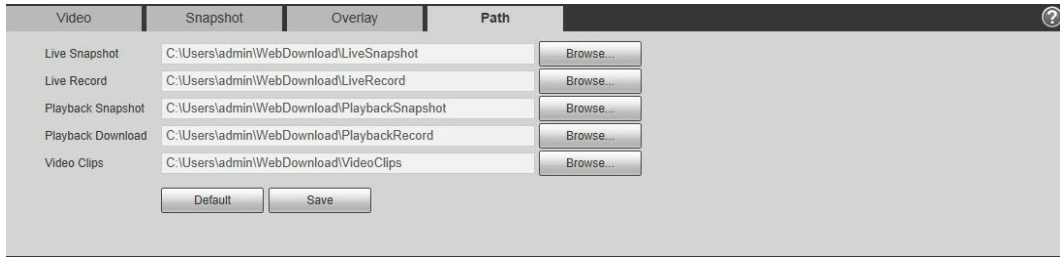 Video Snapshot Overlay Path ?
Live Snapshot C:\Users\admin\WebDownload\LiveSnapshot Browse...
Live Record C:\Users\admin\WebDownload\LiveRecord Browse...
Playback Snapshot C:\Users\admin\WebDownload\PlaybackSnapshot Browse...
Playback Download C:\Users\admin\WebDownload\PlaybackRecord Browse...
Video Clips C:\Users\admin\WebDownload\VideoClips Browse...
Default Save